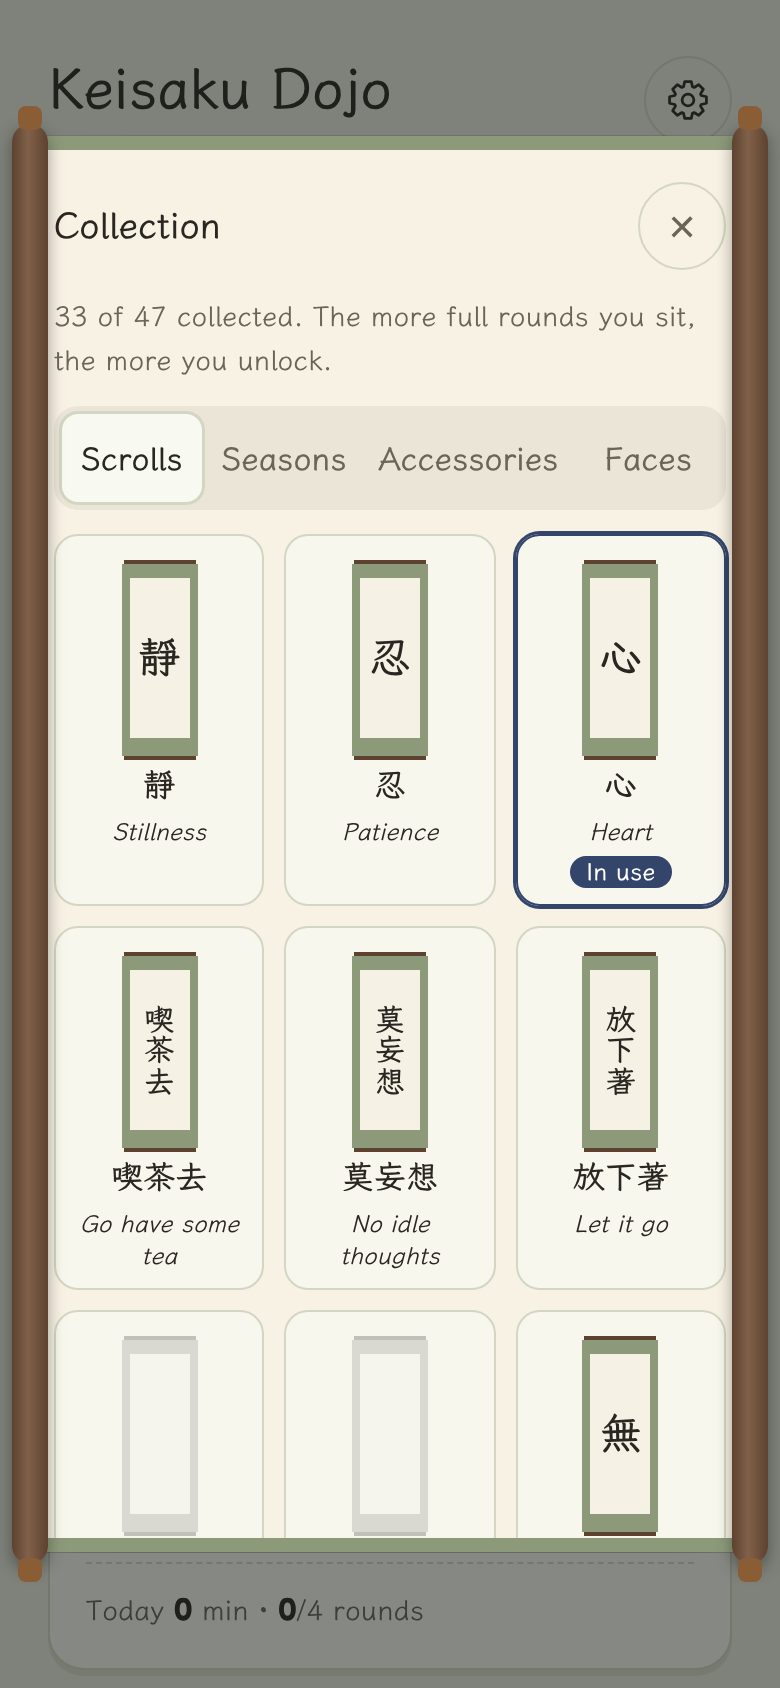 Keisaku Dojo
Collection
33 of 47 collected. The more full rounds you sit,
the more you unlock.
Scrolls Seasons Accessories Faces
靜
靜
Stillness
忍
忍
Patience
心
心
Heart
In use
喫茶去
喫茶去
Go have some
tea
莫妄想
莫妄想
No idle
thoughts
放下著
放下著
Let it go
無
Today 0 min • 0/4 rounds